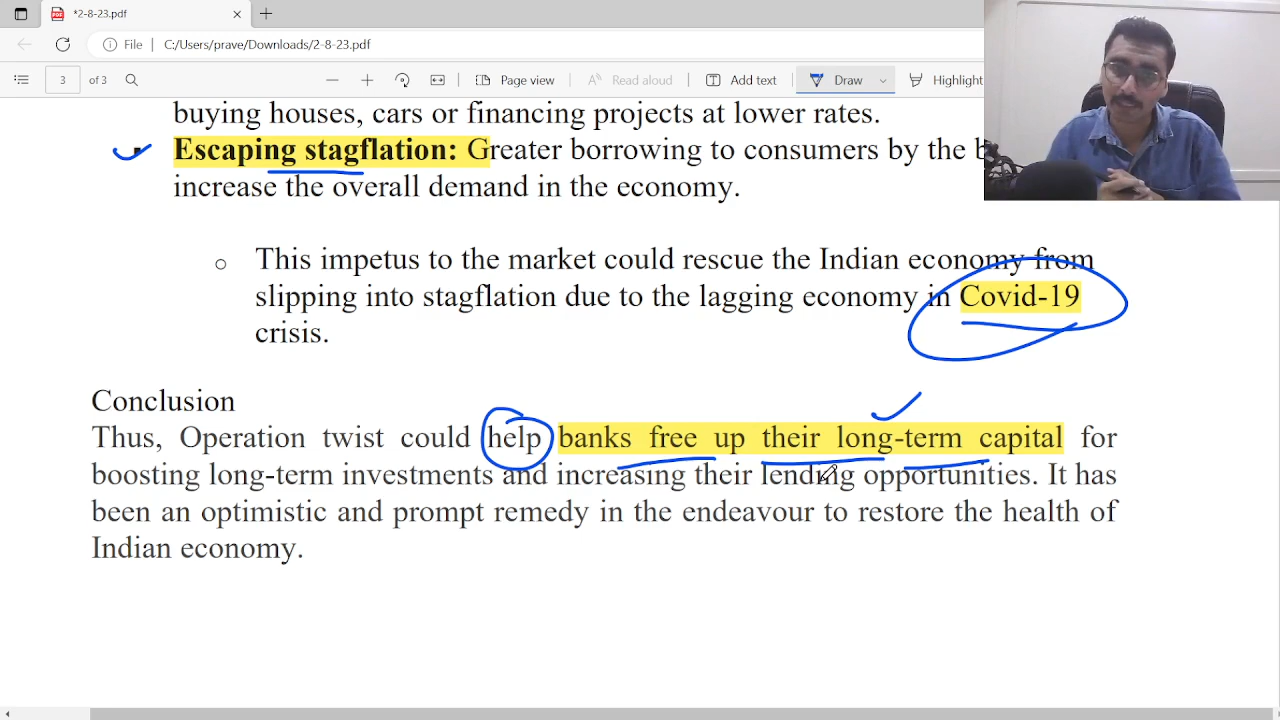 *2-8-23.pdf
File | C:/Users/prave/Downloads/2-8-23.pdf
3 of 3 Page view Read aloud Add text Draw Highlight
buying houses, cars or financing projects at lower rates.
Escaping stagflation: Greater borrowing to consumers by the b
increase the overall demand in the economy.
This impetus to the market could rescue the Indian economy from
slipping into stagflation due to the lagging economy in Covid-19
crisis.
Conclusion
Thus, Operation twist could help banks free up their long-term capital for
boosting long-term investments and increasing their lending opportunities. It has
been an optimistic and prompt remedy in the endeavour to restore the health of
Indian economy.